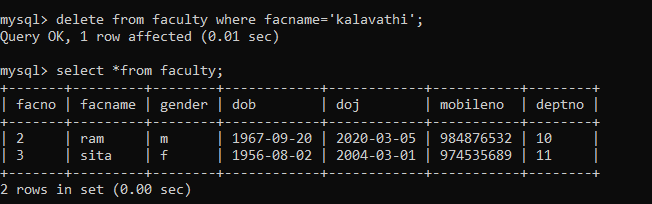 mysql> delete from faculty where facname='kalavathi';
Query OK, 1 row affected (0.01 sec)
mysql> select *from faculty;
+-------+---------+--------+------------+------------+-----------+--------+
| facno | facname | gender | dob        | doj        | mobileno  | deptno |
+-------+---------+--------+------------+------------+-----------+--------+
| 2     | ram     | m      | 1967-09-20 | 2020-03-05 | 984876532 | 10     |
| 3     | sita    | f      | 1956-08-02 | 2004-03-01 | 974535689 | 11     |
+-------+---------+--------+------------+------------+-----------+--------+
2 rows in set (0.00 sec)